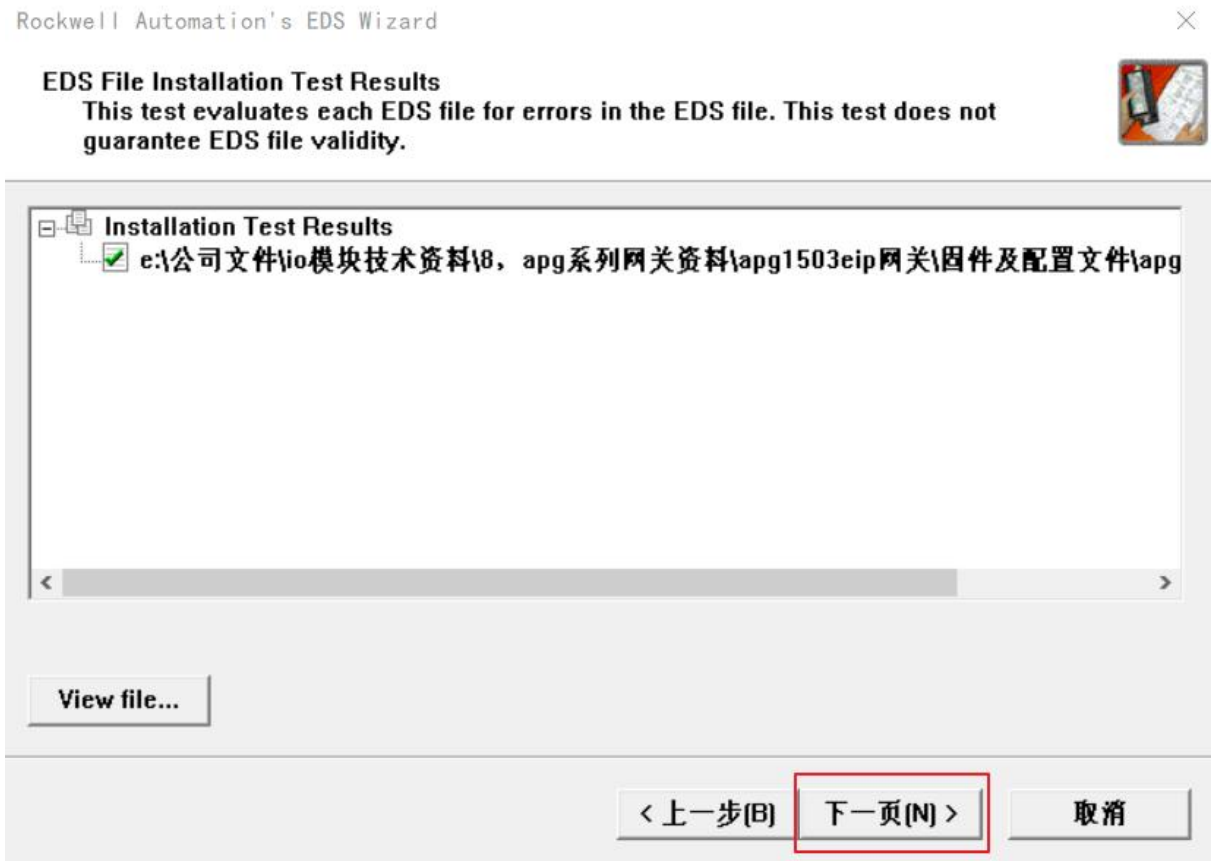 Rockwell Automation's EDS Wizard
EDS File Installation Test Results
This test evaluates each EDS file for errors in the EDS file. This test does not
guarantee EDS file validity.
Installation Test Results
e:\公司文件\io模块技术资料\8，apg系列网关资料\apg1503eip网关\固件及配置文件\apg
View file...
< 上一步(B)
下一页(N) >
取消